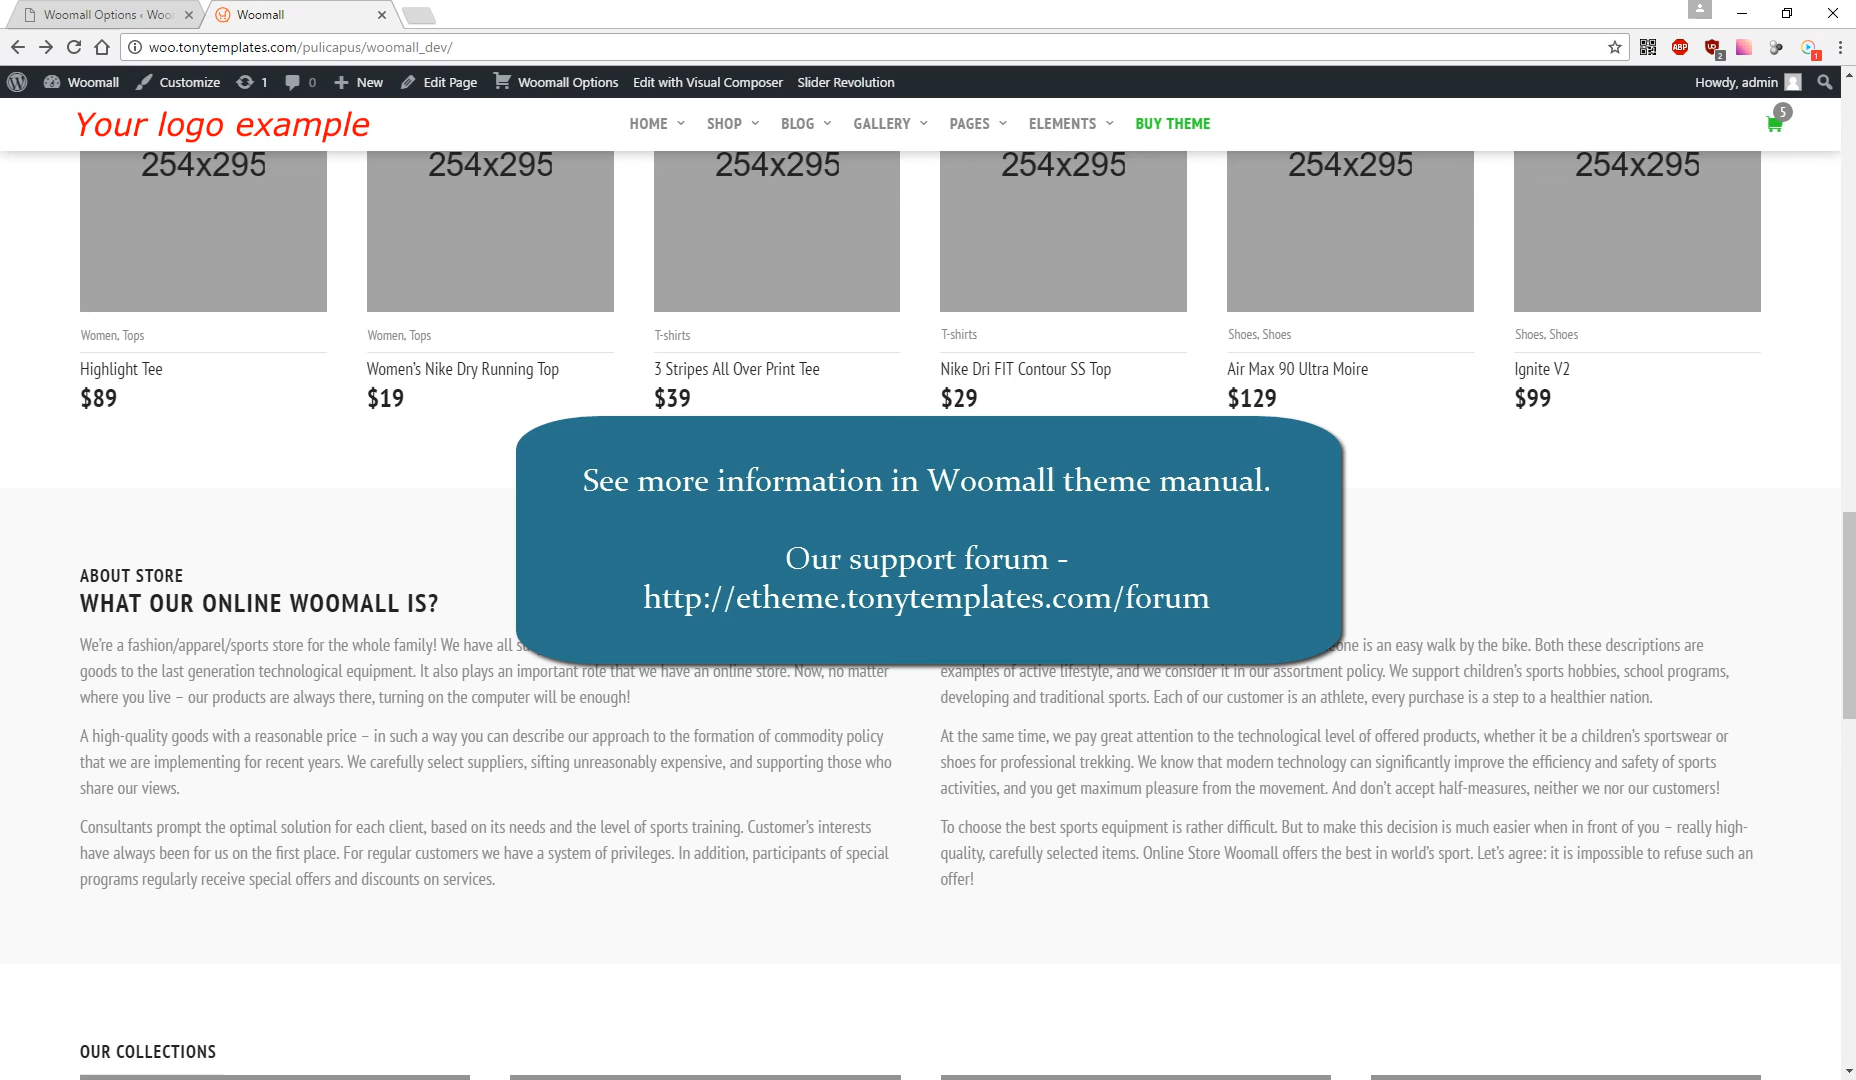 Woomall Options ‹ Woo
Woomall
woo.tonytemplates.com/pulicapus/woomall_dev/
ABP
2
1
Woomall
Customize
1
0
New
Edit Page
Woomall Options
Edit with Visual Composer
Slider Revolution
Howdy, admin
Your logo example
HOME
SHOP
BLOG
GALLERY
PAGES
ELEMENTS
BUY THEME
5
254x295
254x295
254x295
254x295
254x295
254x295
Women, Tops
Women, Tops
T-shirts
T-shirts
Shoes, Shoes
Shoes, Shoes
Highlight Tee
Women's Nike Dry Running Top
3 Stripes All Over Print Tee
Nike Dri FIT Contour SS Top
Air Max 90 Ultra Moire
Ignite V2
$89
$19
$39
$29
$129
$99
See more information in Woomall theme manual.
Our support forum -
http://etheme.tonytemplates.com/forum
ABOUT STORE
WHAT OUR ONLINE WOOMALL IS?
We're a fashion/apparel/sports store for the whole family! We have all
goods to the last generation technological equipment. It also plays an important role that we have an online store. Now, no matter
where you live – our products are always there, turning on the computer will be enough!
A high-quality goods with a reasonable price – in such a way you can describe our approach to the formation of commodity policy
that we are implementing for recent years. We carefully select suppliers, sifting unreasonably expensive, and supporting those who
share our views.
Consultants prompt the optimal solution for each client, based on its needs and the level of sports training. Customer's interests
have always been for us on the first place. For regular customers we have a system of privileges. In addition, participants of special
programs regularly receive special offers and discounts on services.
is an easy walk by the bike. Both these descriptions are
examples of active lifestyle, and we consider it in our assortment policy. We support children's sports hobbies, school programs,
developing and traditional sports. Each of our customer is an athlete, every purchase is a step to a healthier nation.
At the same time, we pay great attention to the technological level of offered products, whether it be a children's sportswear or
shoes for professional trekking. We know that modern technology can significantly improve the efficiency and safety of sports
activities, and you get maximum pleasure from the movement. And don't accept half-measures, neither we nor our customers!
To choose the best sports equipment is rather difficult. But to make this decision is much easier when in front of you – really high-
quality, carefully selected items. Online Store Woomall offers the best in world's sport. Let's agree: it is impossible to refuse such an
offer!
OUR COLLECTIONS